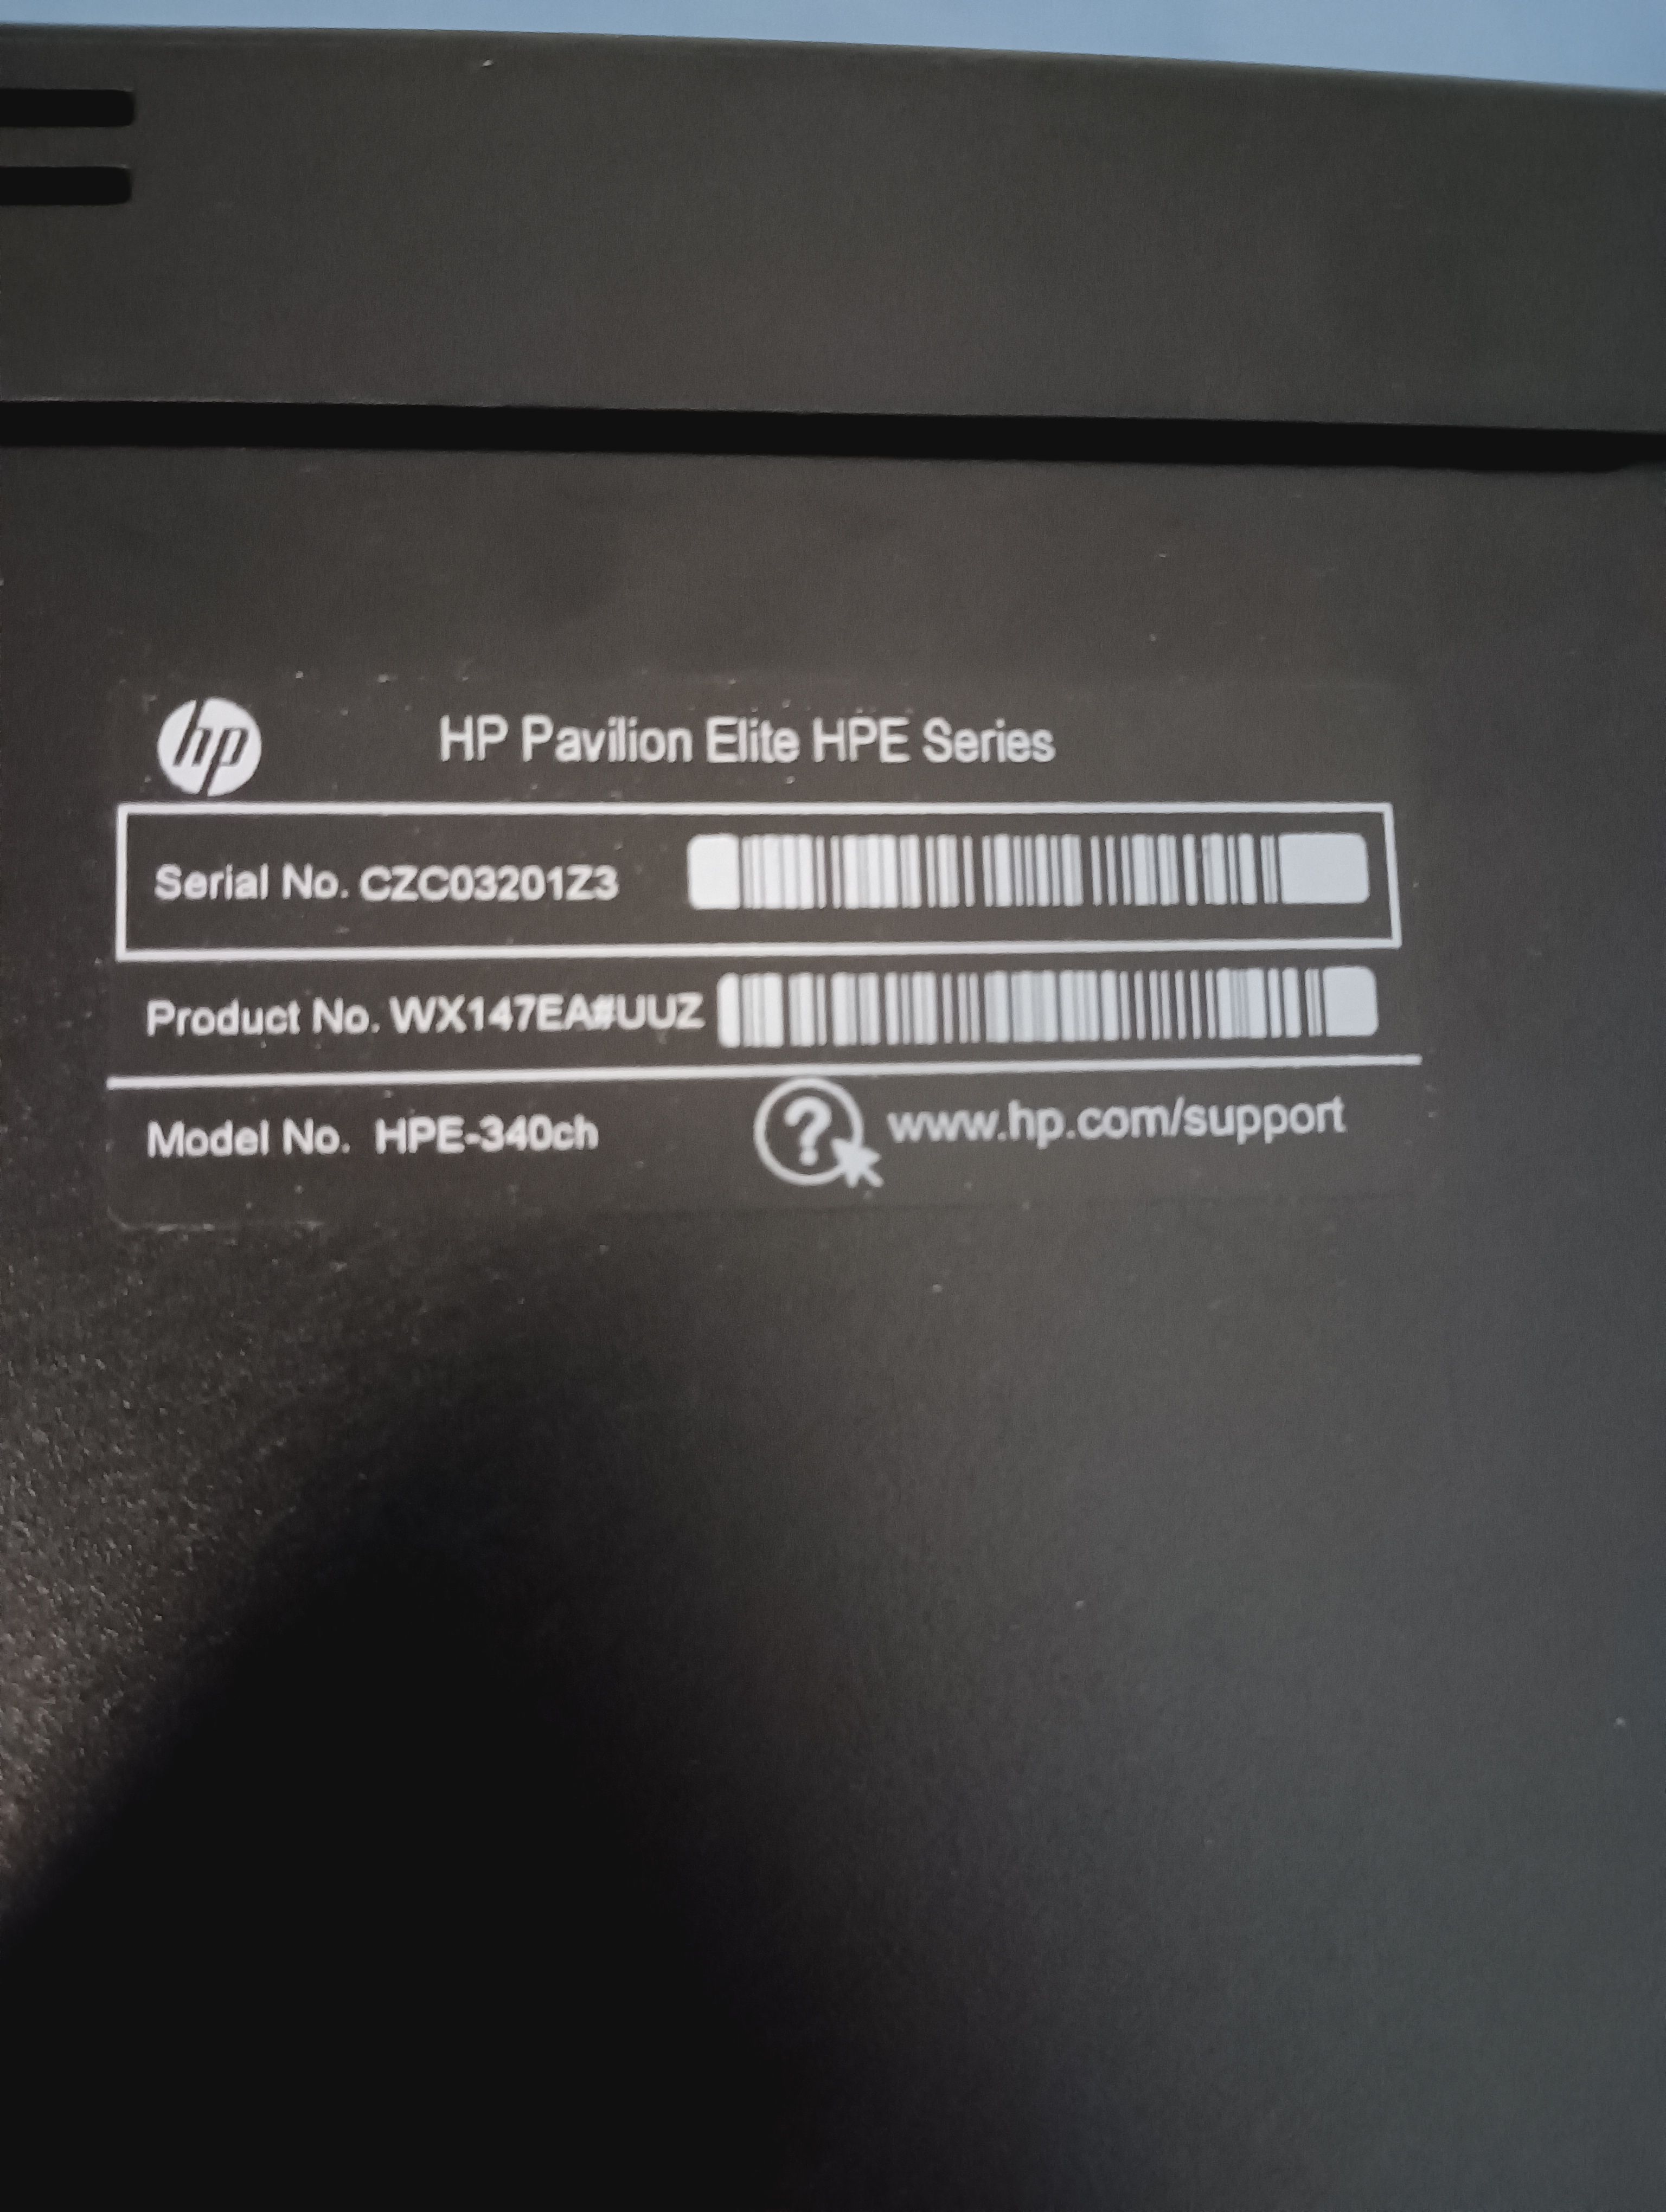 hp
HP Pavilion Elite HPE Series
Serial No. CZC03201Z3
Product No. WX147EA#UUZ
Model No. HPE-340ch
? www.hp.com/support